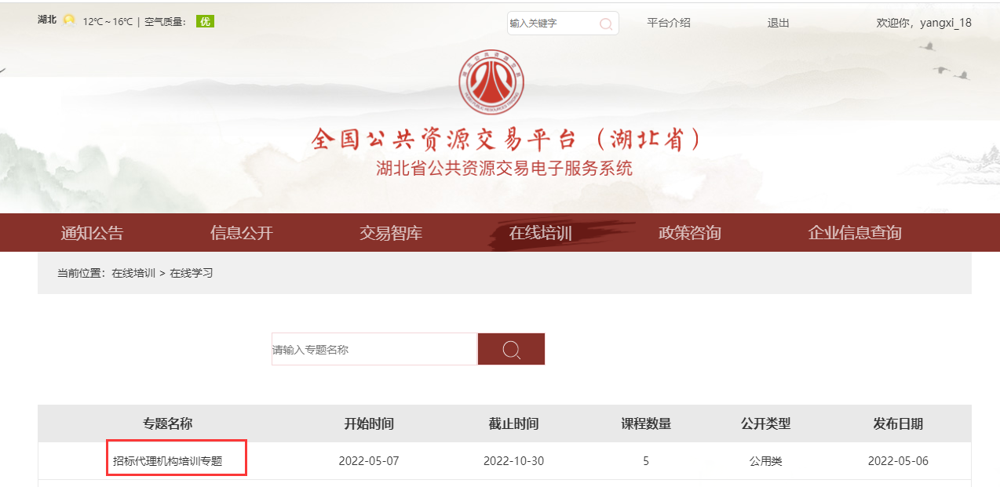 湖北 12℃～16℃ | 空气质量： 优 输入关键字 平台介绍 退出 欢迎你，yangxi_18
全国公共资源交易平台（湖北省）
湖北省公共资源交易电子服务系统
通知公告 信息公开 交易智库 在线培训 政策咨询 企业信息查询
当前位置：在线培训 > 在线学习
请输入专题名称
专题名称 开始时间 截止时间 课程数量 公开类型 发布日期
招标代理机构培训专题 2022-05-07 2022-10-30 5 公用类 2022-05-06